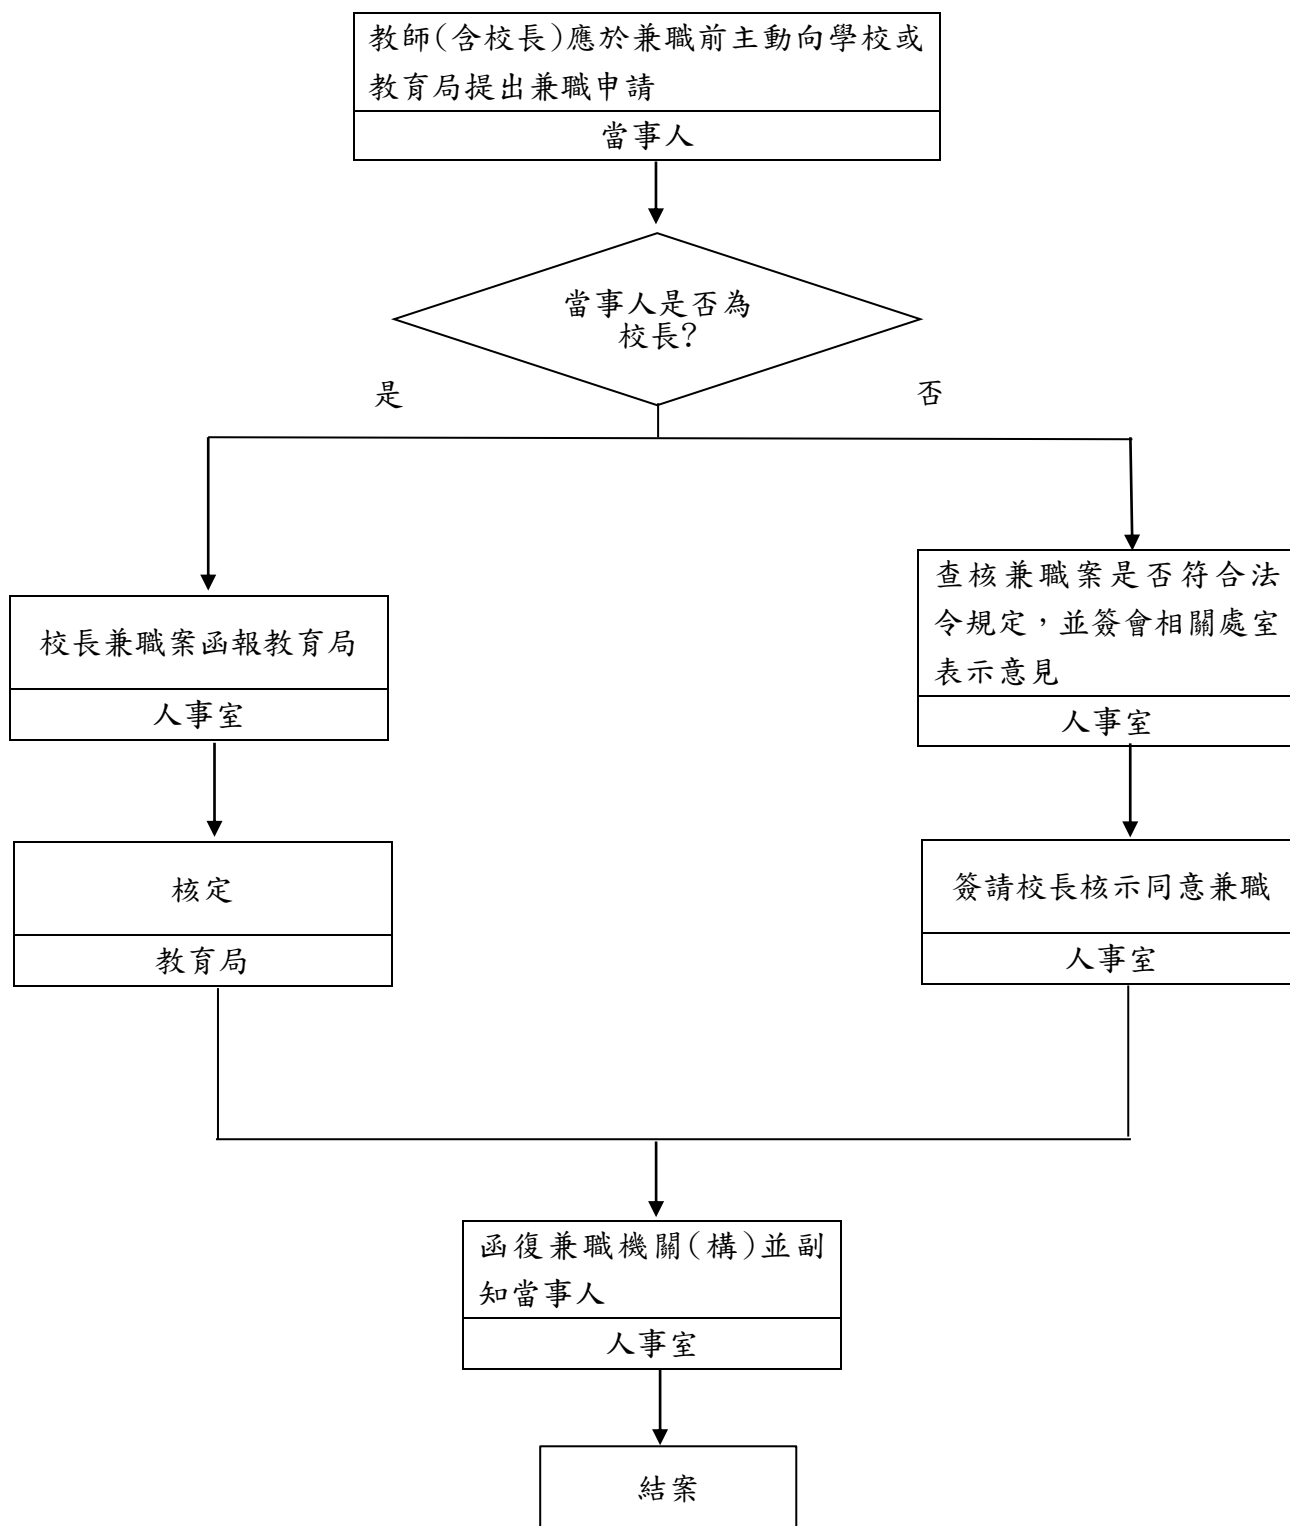 教師(含校長)應於兼職前主動向學校或
教育局提出兼職申請
當事人
當事人是否為
校長?
是
否
校長兼職案函報教育局
人事室
查核兼職案是否符合法
令規定，並簽會相關處室
表示意見
人事室
核定
教育局
簽請校長核示同意兼職
人事室
函復兼職機關(構)並副
知當事人
人事室
結案